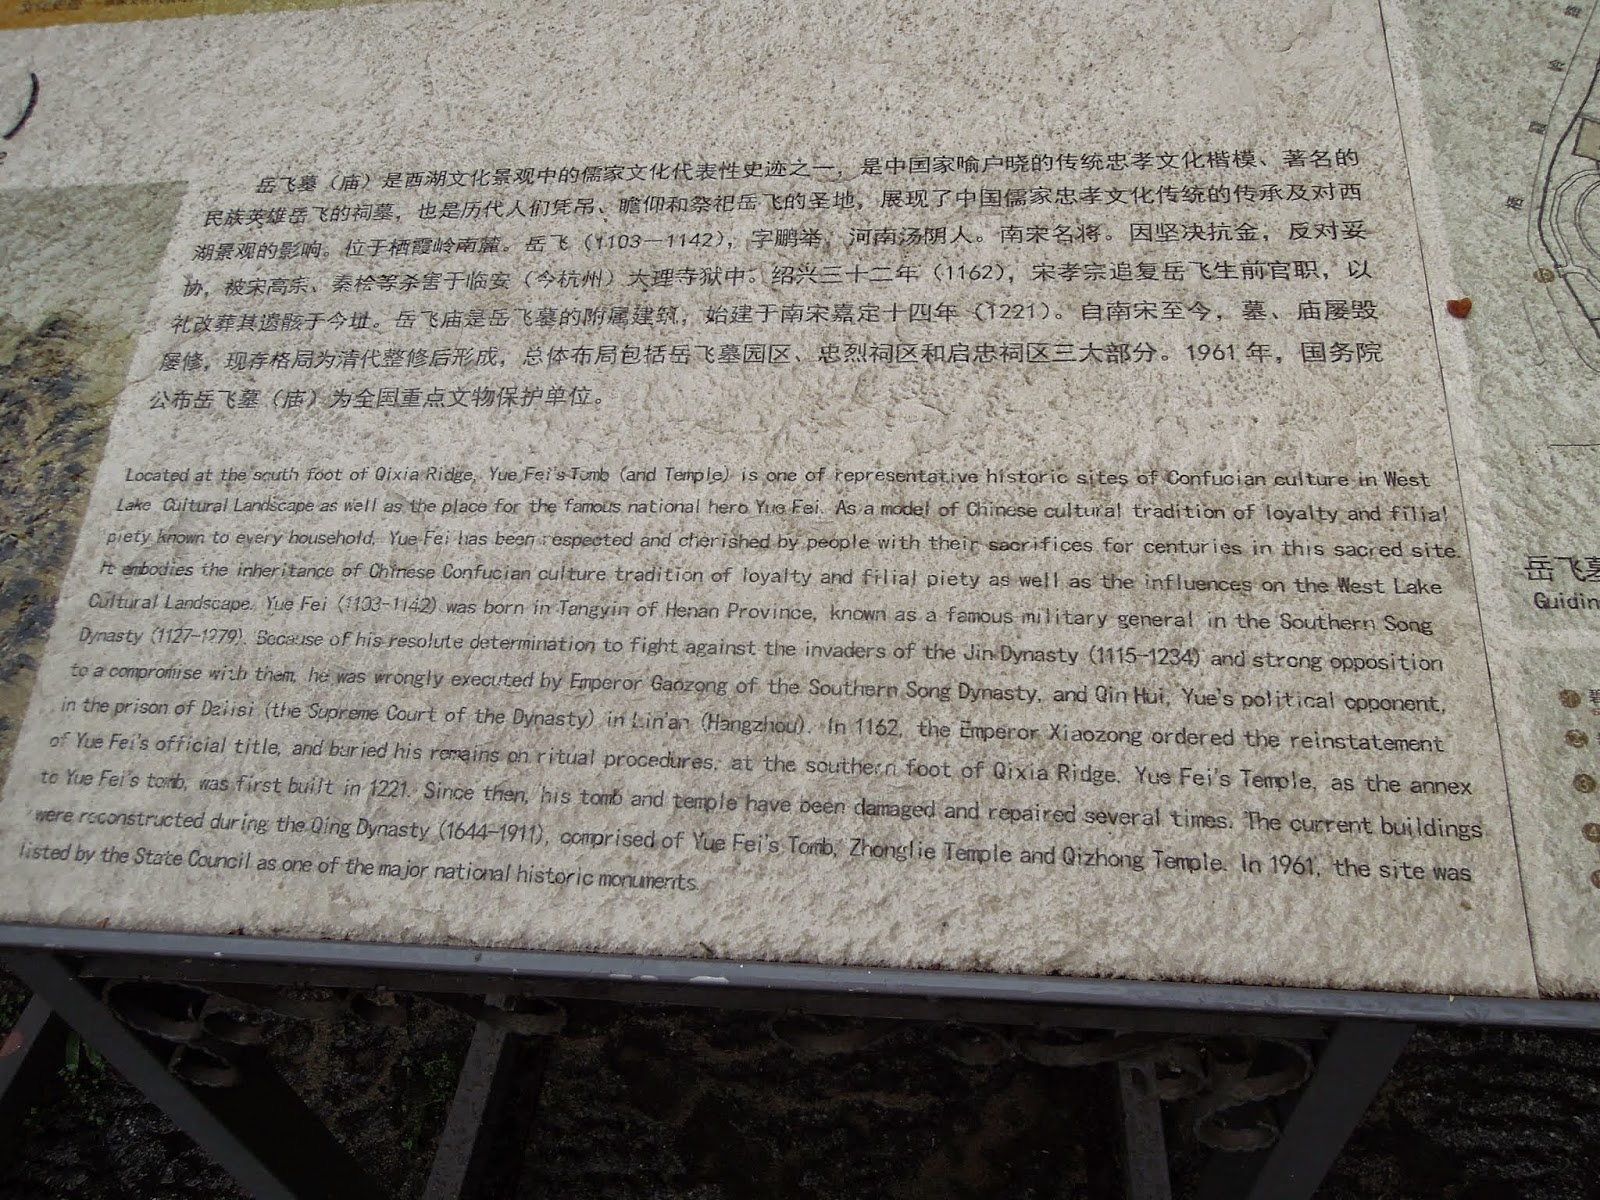 岳飞墓（庙）是西湖文化景观中的儒家文化代表性史迹之一，是中国家喻户晓的传统忠孝文化楷模、著名的
民族英雄岳飞的祠墓，也是历代人们凭吊、瞻仰和祭祀岳飞的圣地，展现了中国儒家忠孝文化传统的传承及对西
湖景观的影响。位于栖霞岭南麓。岳飞（1103—1142），字鹏举，河南汤阴人。南宋名将。因坚决抗金，反对妥
协，被宋高宗、秦桧等杀害于临安（今杭州）大理寺狱中。绍兴三十二年（1162），宋孝宗追复岳飞生前官职，以
礼改葬其遗骸于今址。岳飞庙是岳飞墓的附属建筑，始建于南宋嘉定十四年（1221）。自南宋至今，墓、庙屡毁
屡修，现存格局为清代整修后形成，总体布局包括岳飞墓园区、忠烈祠区和启忠祠区三大部分。1961 年，国务院
公布岳飞墓（庙）为全国重点文物保护单位。
Located at the south foot of Qixia Ridge, Yue Fei's Tomb (and Temple) is one of representative historic sites of Confucian culture in West
Lake Cultural Landscape as well as the place for the famous national hero Yue Fei. As a model of Chinese cultural tradition of loyalty and filial
piety known to every household, Yue Fei has been respected and cherished by people with their sacrifices for centuries in this sacred site.
It embodies the inheritance of Chinese Confucian culture tradition of loyalty and filial piety as well as the influences on the West Lake
Cultural Landscape. Yue Fei (1103-1142) was born in Tangyin of Henan Province, known as a famous military general in the Southern Song
Dynasty (1127-1279). Because of his resolute determination to fight against the invaders of the Jin Dynasty (1115-1234) and strong opposition
to a compromise with them, he was wrongly executed by Emperor Gaozong of the Southern Song Dynasty, and Qin Hui, Yue's political opponent,
in the prison of Dalisi (the Supreme Court of the Dynasty) in Lin'an (Hangzhou). In 1162, the Emperor Xiaozong ordered the reinstatement
of Yue Fei's official title, and buried his remains on ritual procedures, at the southern foot of Qixia Ridge. Yue Fei's Temple, as the annex
to Yue Fei's tomb, was first built in 1221. Since then, his tomb and temple have been damaged and repaired several times. The current buildings
were reconstructed during the Qing Dynasty (1644-1911), comprised of Yue Fei's Tomb, Zhonglie Temple and Qizhong Temple. In 1961, the site was
listed by the State Council as one of the major national historic monuments.
岳飞墓
Guidin